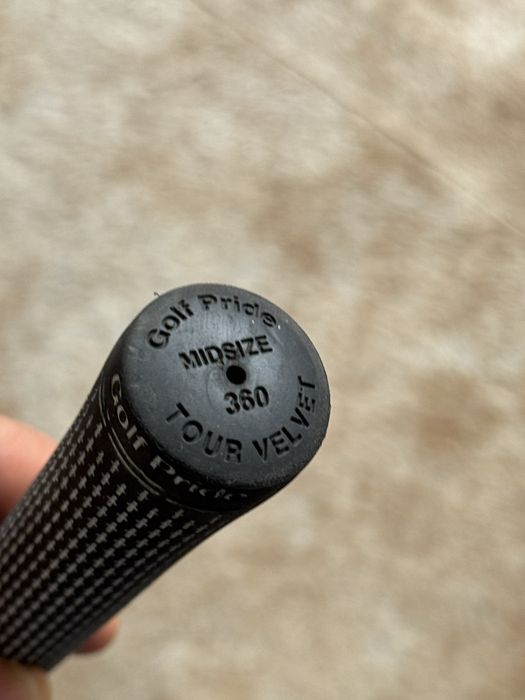 Golf Pride
MIDSIZE
360
TOUR VELVET
Golf Pride